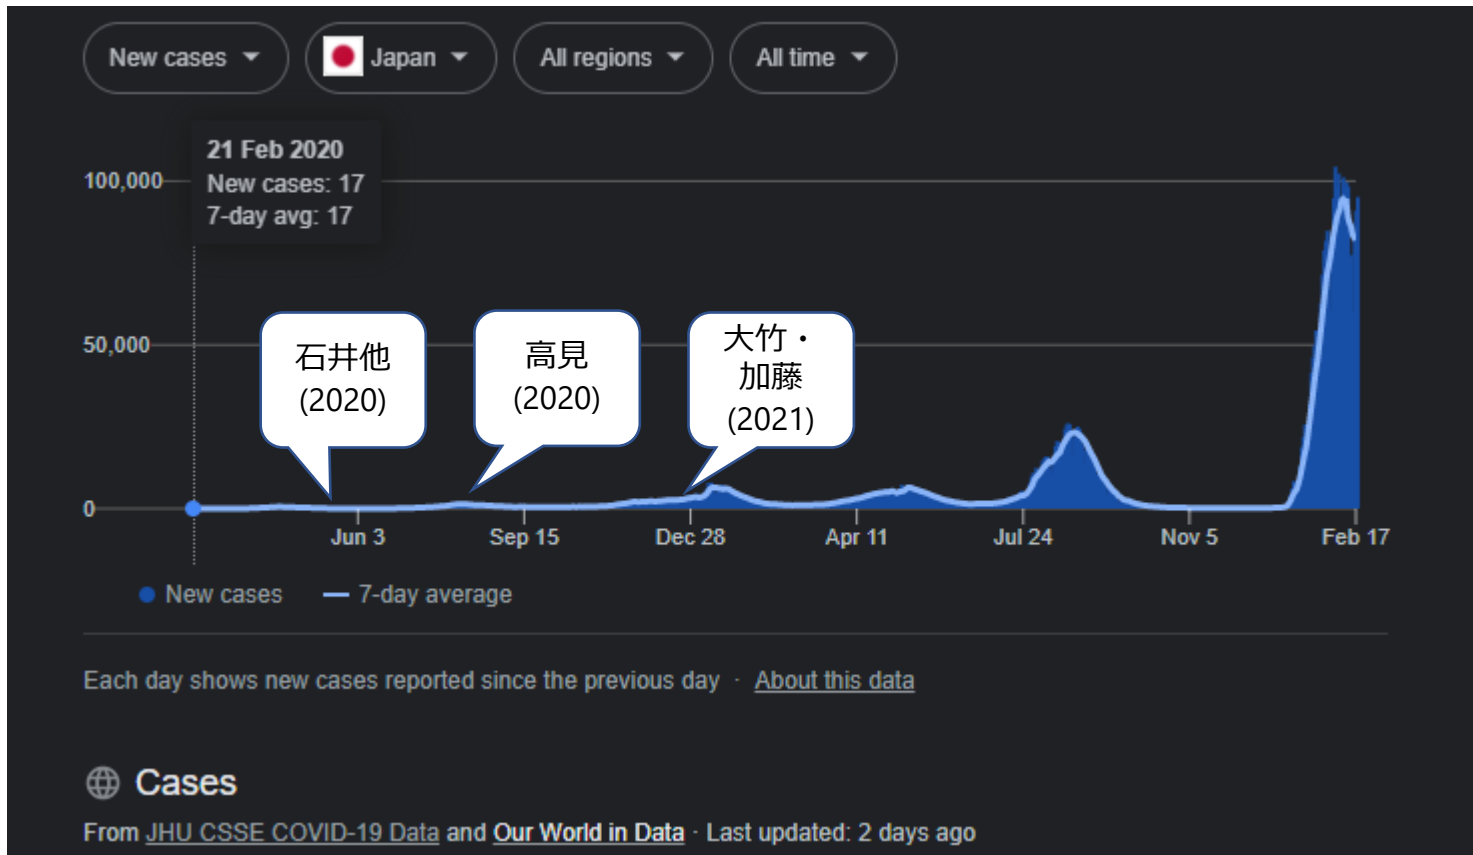 New cases
Japan
All regions
All time
21 Feb 2020
New cases: 17
7-day avg: 17
100,000
50,000
0
石井他
(2020)
高見
(2020)
大竹・
加藤
(2021)
Jun 3
Sep 15
Dec 28
Apr 11
Jul 24
Nov 5
Feb 17
New cases
7-day average
Each day shows new cases reported since the previous day · About this data
Cases
From JHU CSSE COVID-19 Data and Our World in Data · Last updated: 2 days ago